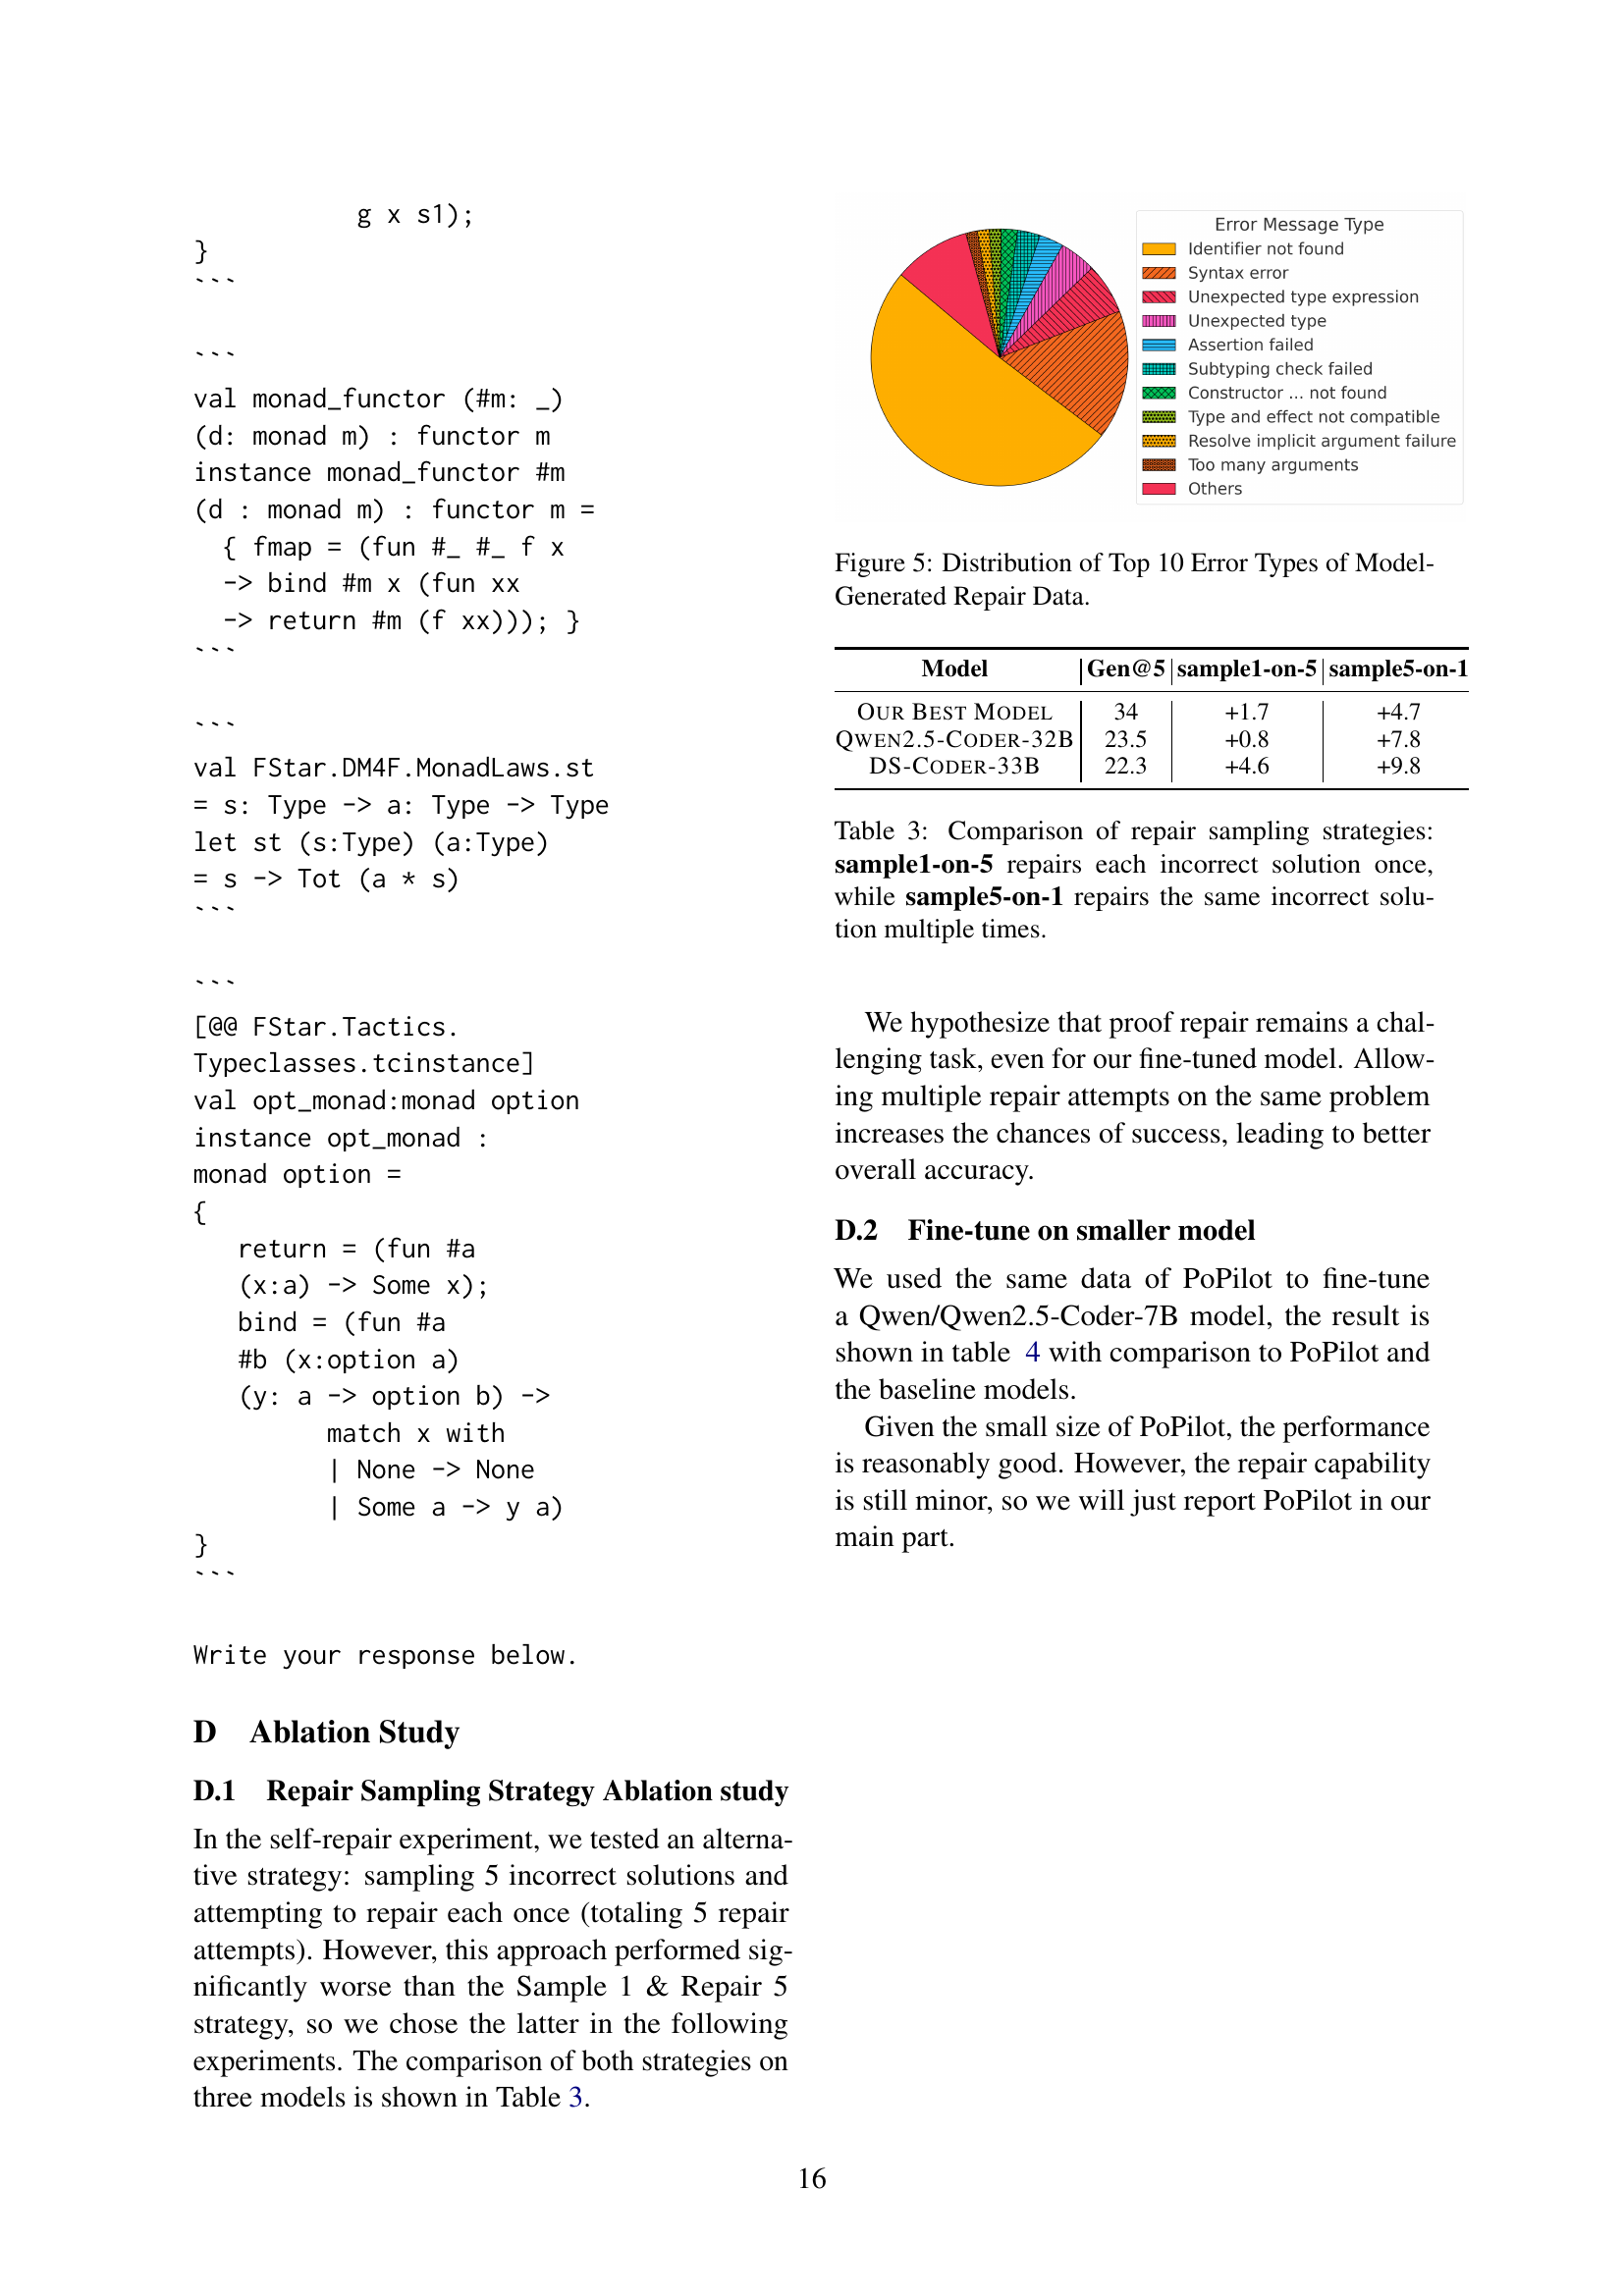 g x s1);
}
```
```
val monad_functor (#m: _)
(d: monad m) : functor m
instance monad_functor #m
(d : monad m) : functor m =
{ fmap = (fun #_ #_ f x
-> bind #m x (fun xx
-> return #m (f xx))); }
```
```
val FStar.DM4F.MonadLaws.st
= s: Type -> a: Type -> Type
let st (s:Type) (a:Type)
= s -> Tot (a * s)
```
```
[@@ FStar.Tactics.
Typeclasses.tcinstance]
val opt_monad:monad option
instance opt_monad :
monad option =
{
return = (fun #a
(x:a) -> Some x);
bind = (fun #a
#b (x:option a)
(y: a -> option b) ->
match x with
| None -> None
| Some a -> y a)
}
```
Write your response below.
D Ablation Study
D.1 Repair Sampling Strategy Ablation study
In the self-repair experiment, we tested an alterna-
tive strategy: sampling 5 incorrect solutions and
attempting to repair each once (totaling 5 repair
attempts). However, this approach performed sig-
nificantly worse than the Sample 1 & Repair 5
strategy, so we chose the latter in the following
experiments. The comparison of both strategies on
three models is shown in Table 3.
Error Message Type
Identifier not found
Syntax error
Unexpected type expression
Unexpected type
Assertion failed
Subtyping check failed
Constructor ... not found
Type and effect not compatible
Resolve implicit argument failure
Too many arguments
Others
Figure 5: Distribution of Top 10 Error Types of Model-
Generated Repair Data.
Model Gen@5 sample1-on-5 sample5-on-1
OUR BEST MODEL 34 +1.7 +4.7
QWEN2.5-CODER-32B 23.5 +0.8 +7.8
DS-CODER-33B 22.3 +4.6 +9.8
Table 3: Comparison of repair sampling strategies:
sample1-on-5 repairs each incorrect solution once,
while sample5-on-1 repairs the same incorrect solu-
tion multiple times.
We hypothesize that proof repair remains a chal-
lenging task, even for our fine-tuned model. Allow-
ing multiple repair attempts on the same problem
increases the chances of success, leading to better
overall accuracy.
D.2 Fine-tune on smaller model
We used the same data of PoPilot to fine-tune
a Qwen/Qwen2.5-Coder-7B model, the result is
shown in table 4 with comparison to PoPilot and
the baseline models.
Given the small size of PoPilot, the performance
is reasonably good. However, the repair capability
is still minor, so we will just report PoPilot in our
main part.
16